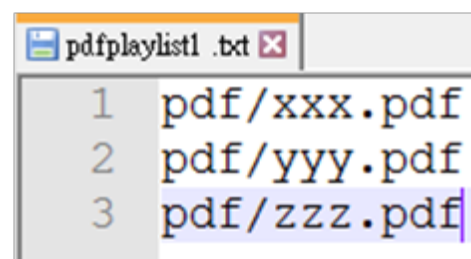 pdfplaylist1 .txt
1 pdf/xxx.pdf
2 pdf/yyy.pdf
3 pdf/zzz.pdf